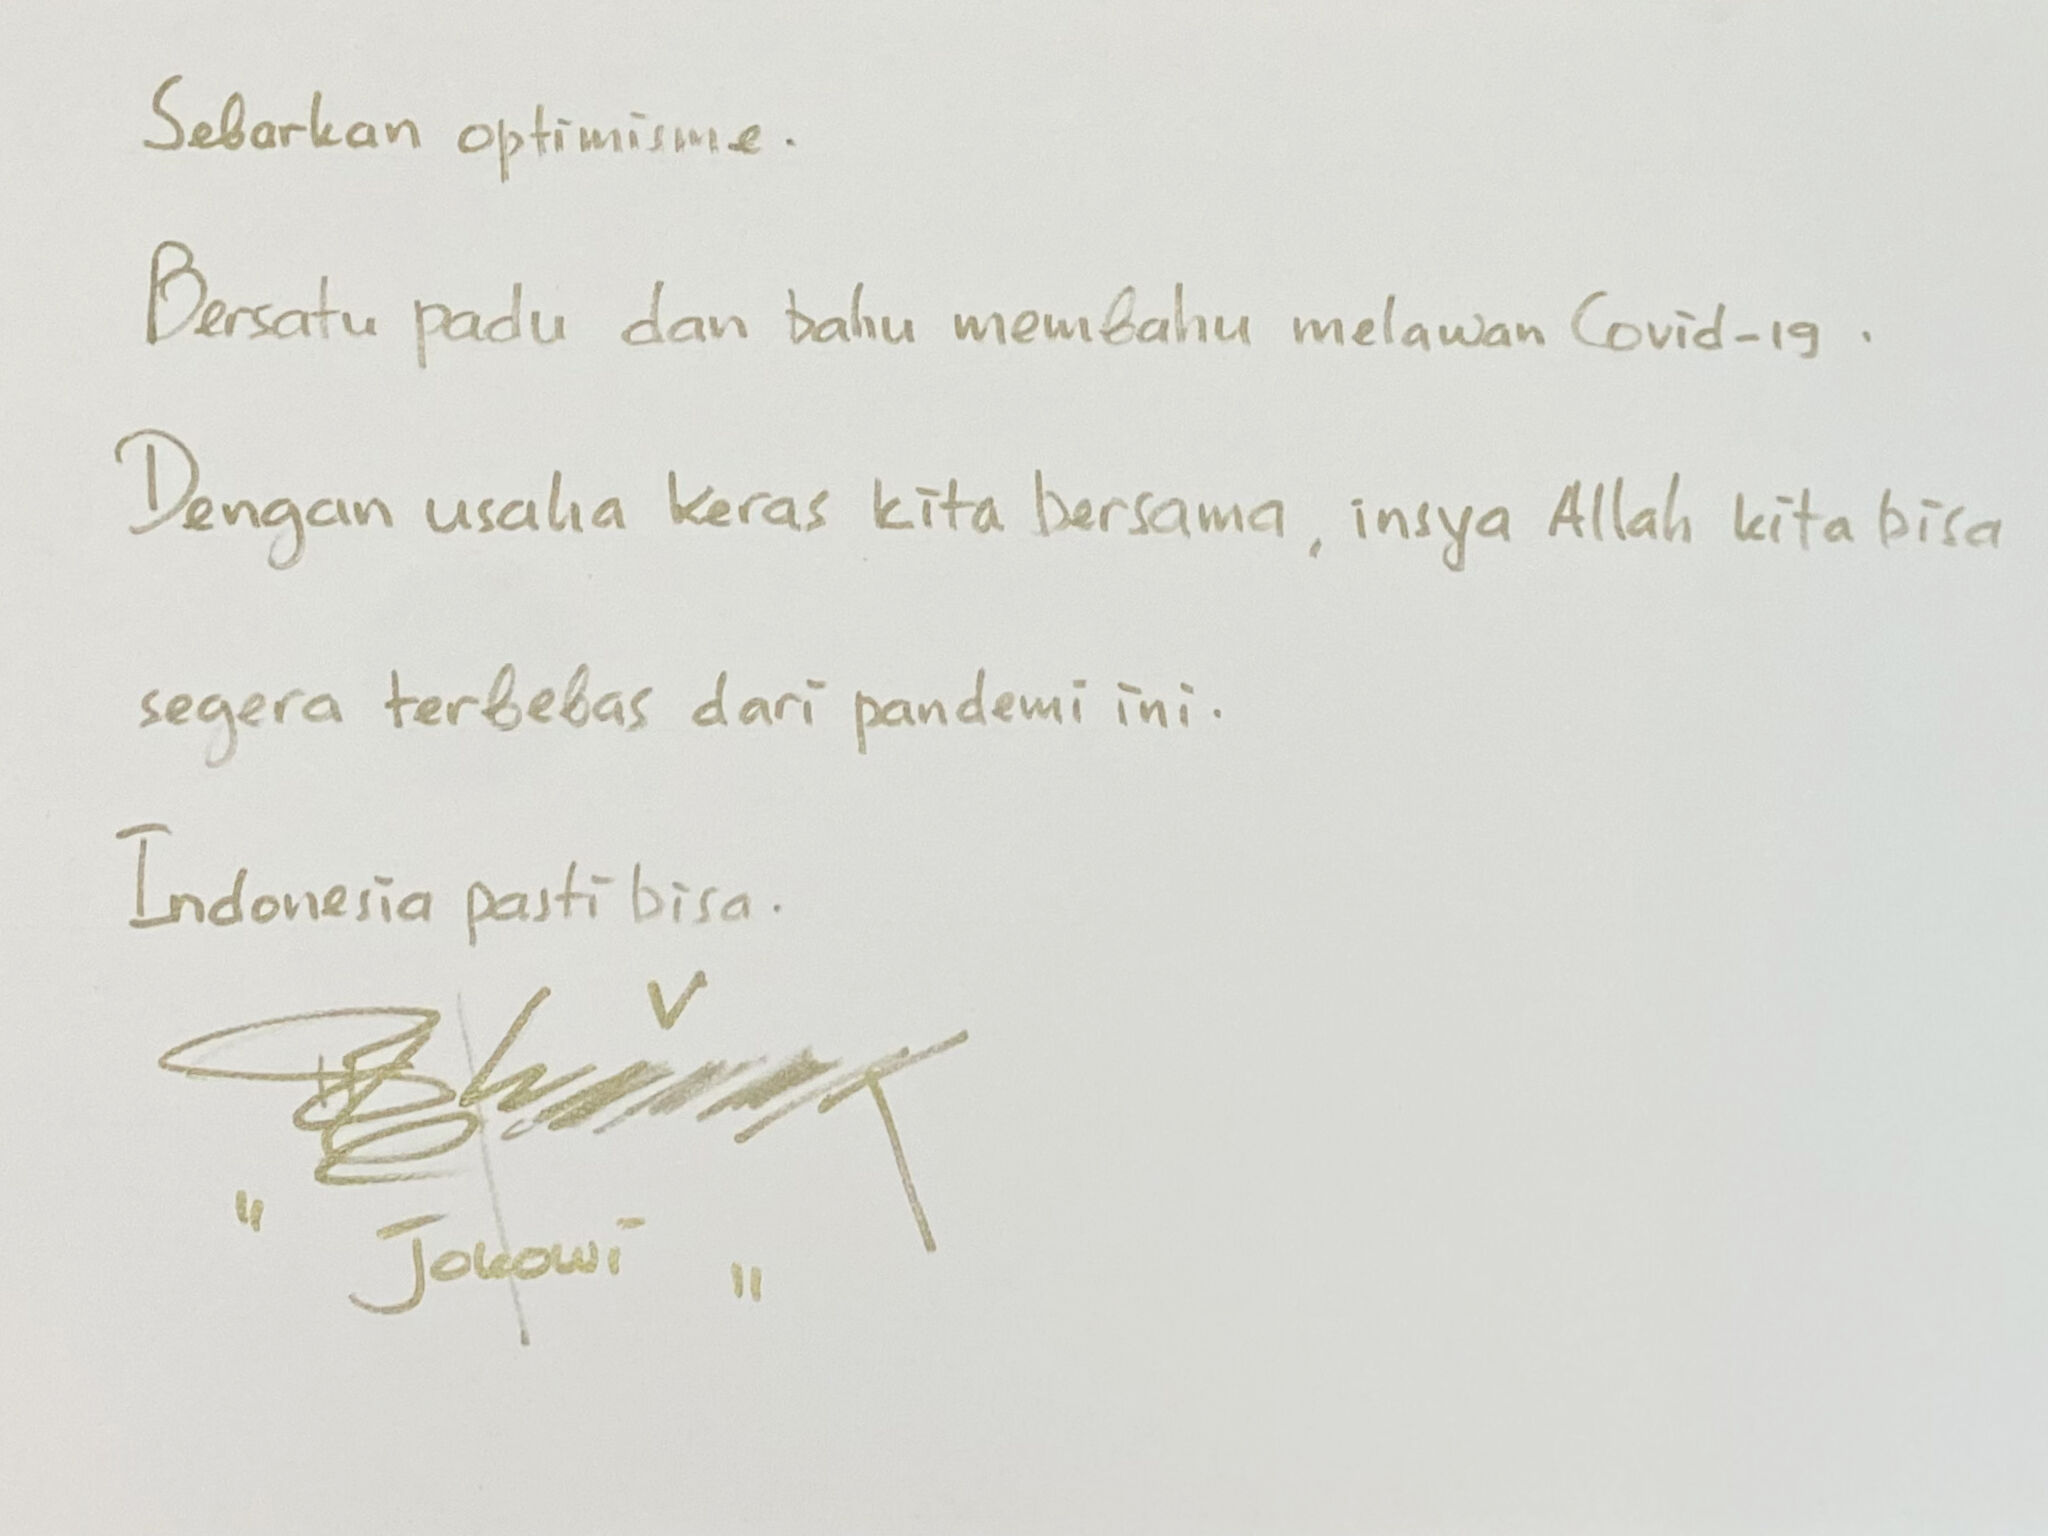 Sebarkan optimisme.
Bersatu padu dan bahu membahu melawan Covid-19.
Dengan usaha keras kita bersama, insya Allah kita bisa
segera terbebas dari pandemi ini.
Indonesia pasti bisa.
" Jokowi "